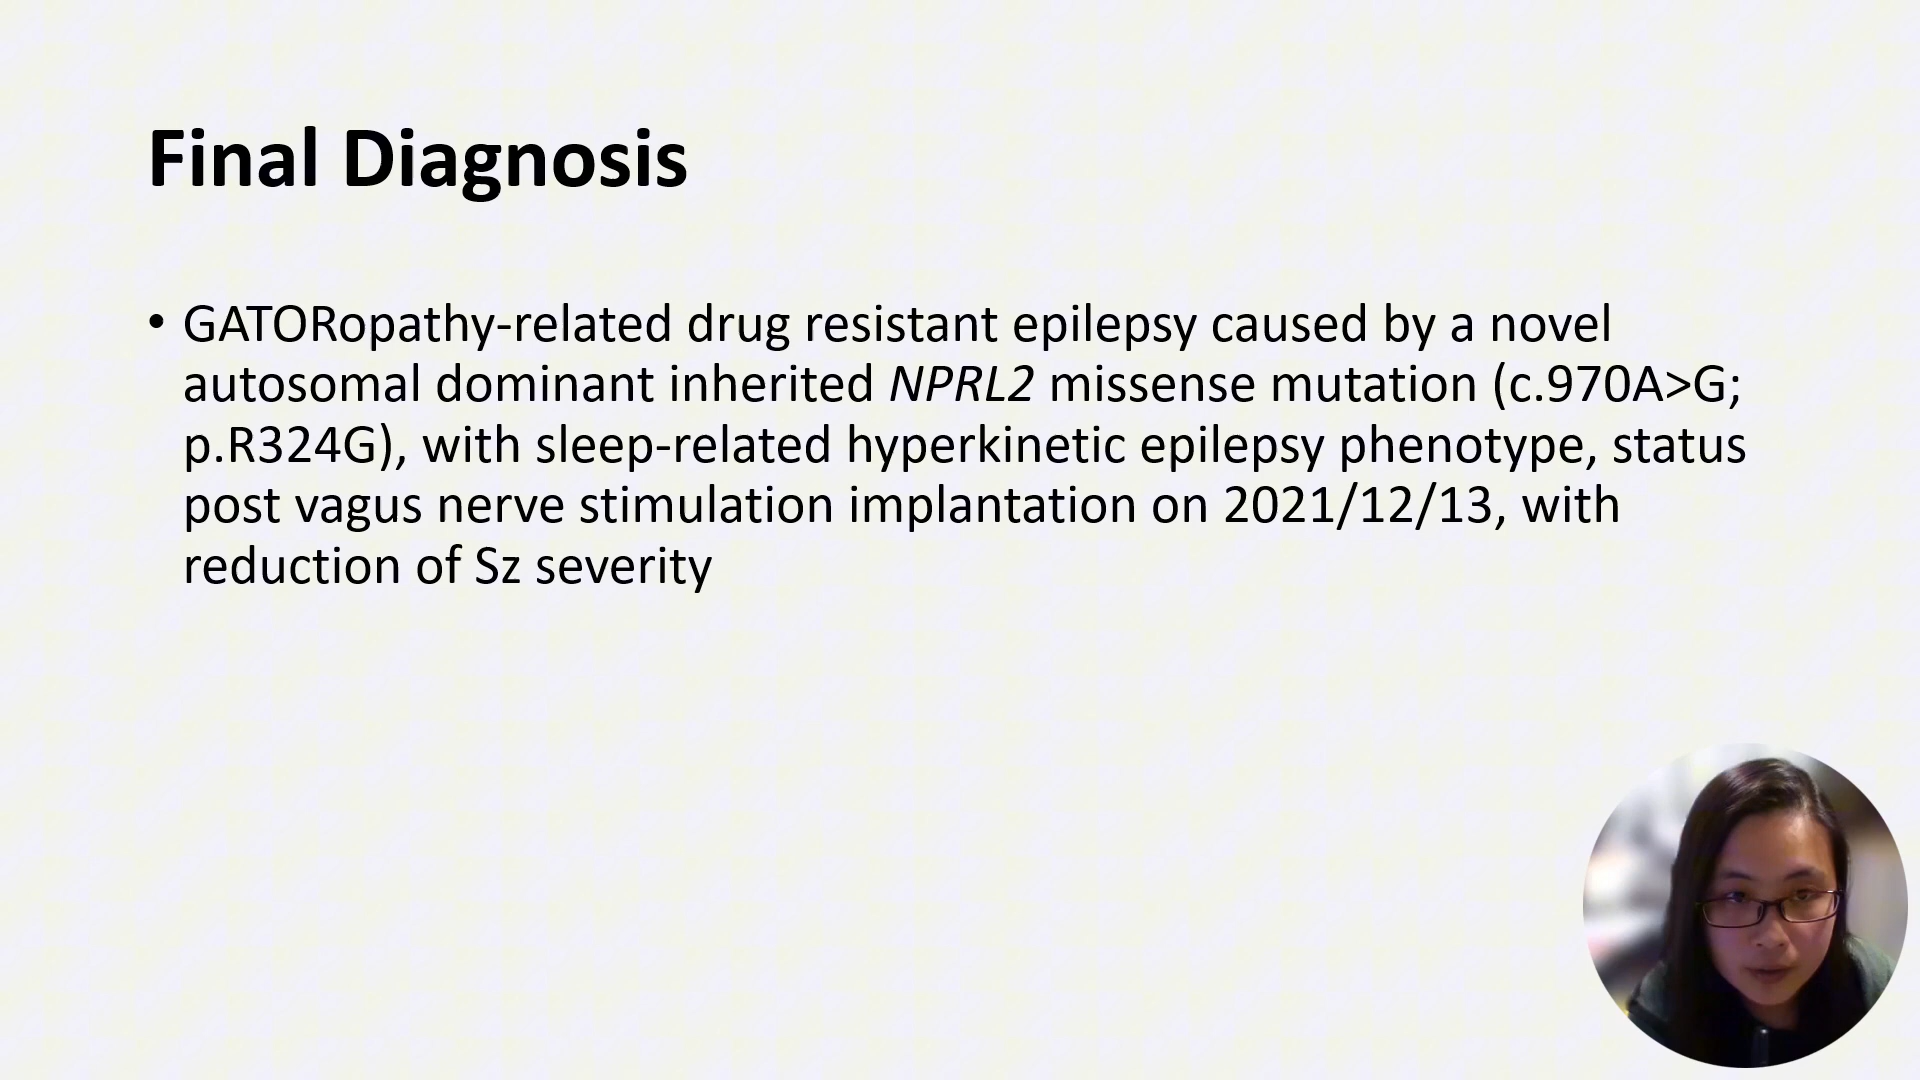 Final Diagnosis
• GATORopathy-related drug resistant epilepsy caused by a novel
autosomal dominant inherited NPRL2 missense mutation (c.970A>G;
p.R324G), with sleep-related hyperkinetic epilepsy phenotype, status
post vagus nerve stimulation implantation on 2021/12/13, with
reduction of Sz severity